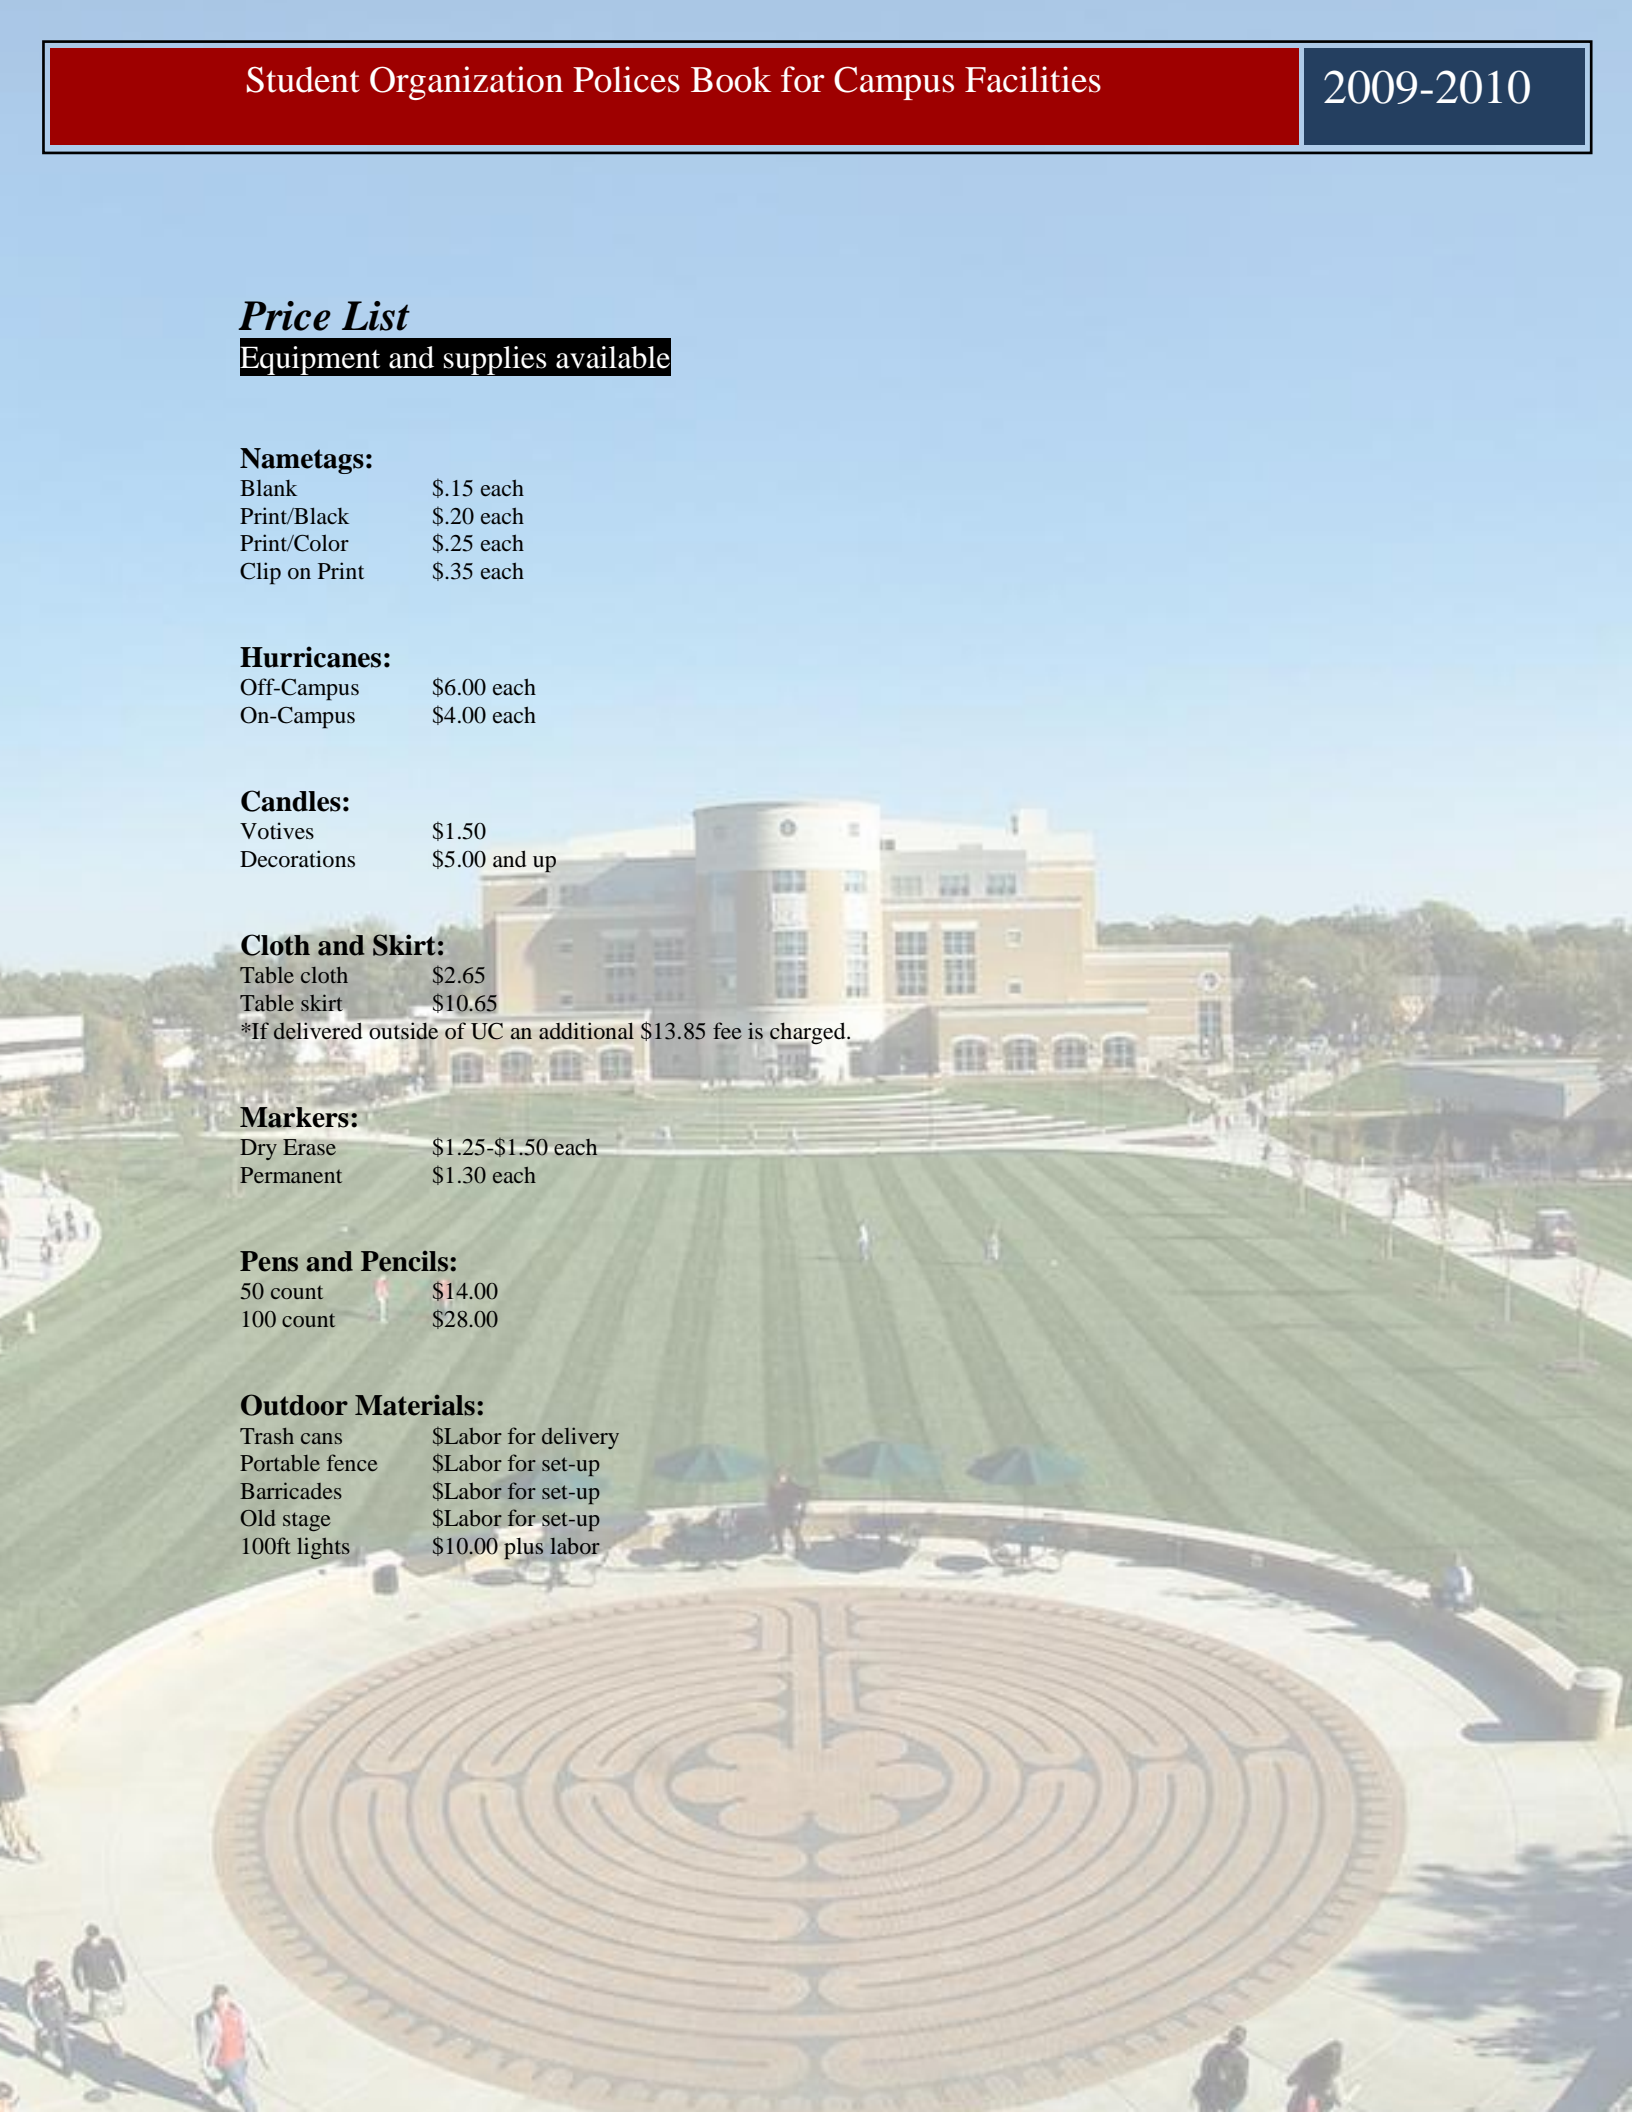 Student Organization Polices Book for Campus Facilities
2009-2010
Price List
Equipment and supplies available
Nametags:
Blank $.15 each
Print/Black $.20 each
Print/Color $.25 each
Clip on Print $.35 each
Hurricanes:
Off-Campus $6.00 each
On-Campus $4.00 each
Candles:
Votives $1.50
Decorations $5.00 and up
Cloth and Skirt:
Table cloth $2.65
Table skirt $10.65
*If delivered outside of UC an additional $13.85 fee is charged.
Markers:
Dry Erase $1.25-$1.50 each
Permanent $1.30 each
Pens and Pencils:
50 count $14.00
100 count $28.00
Outdoor Materials:
Trash cans $Labor for delivery
Portable fence $Labor for set-up
Barricades $Labor for set-up
Old stage $Labor for set-up
100ft lights $10.00 plus labor